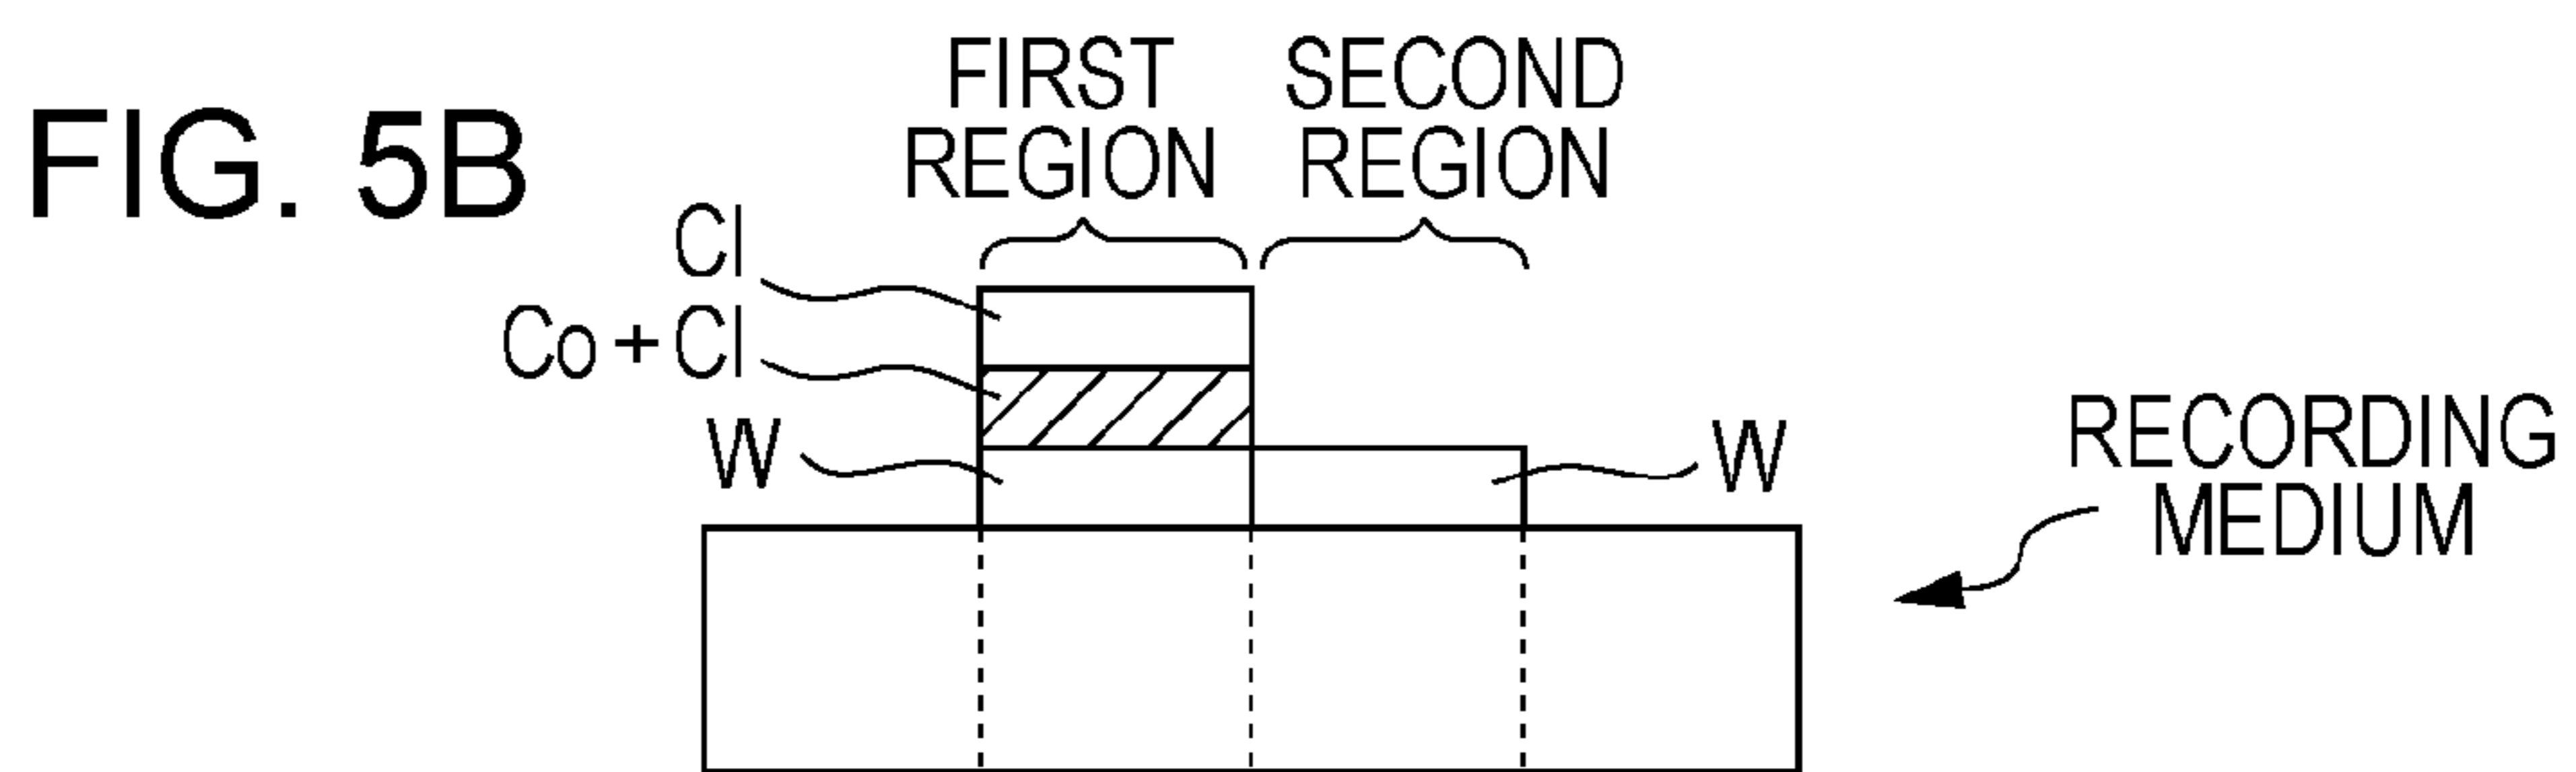 FIG. 5B
FIRST
REGION
SECOND
REGION
Cl
Co + Cl
W
W
RECORDING
MEDIUM